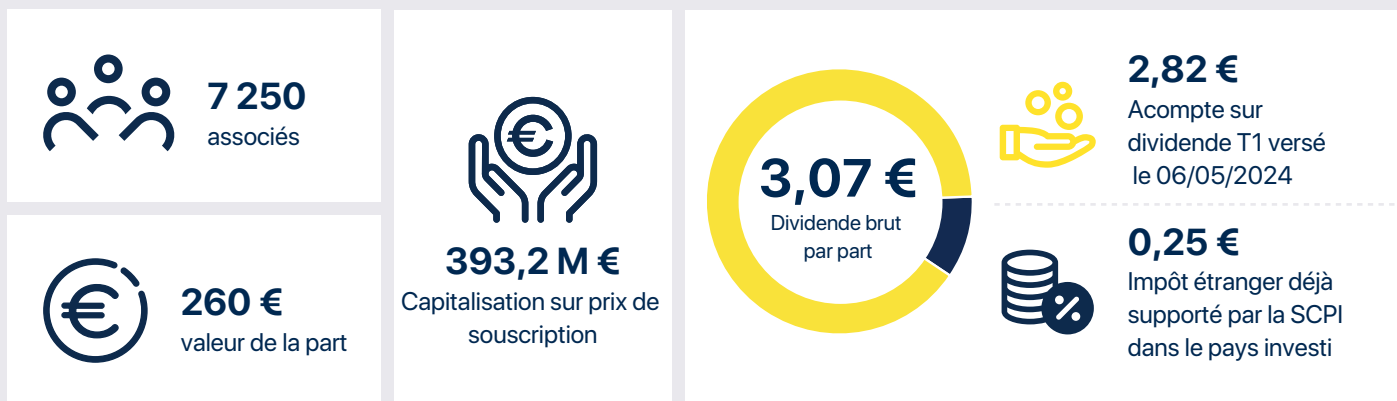 7 250
associés
260 €
valeur de la part
€
393,2 M €
Capitalisation sur prix de
souscription
3,07 €
Dividende brut
par part
2,82 €
Acompte sur
dividende T1 versé
le 06/05/2024
%
0,25 €
Impôt étranger déjà
supporté par la SCPI
dans le pays investi